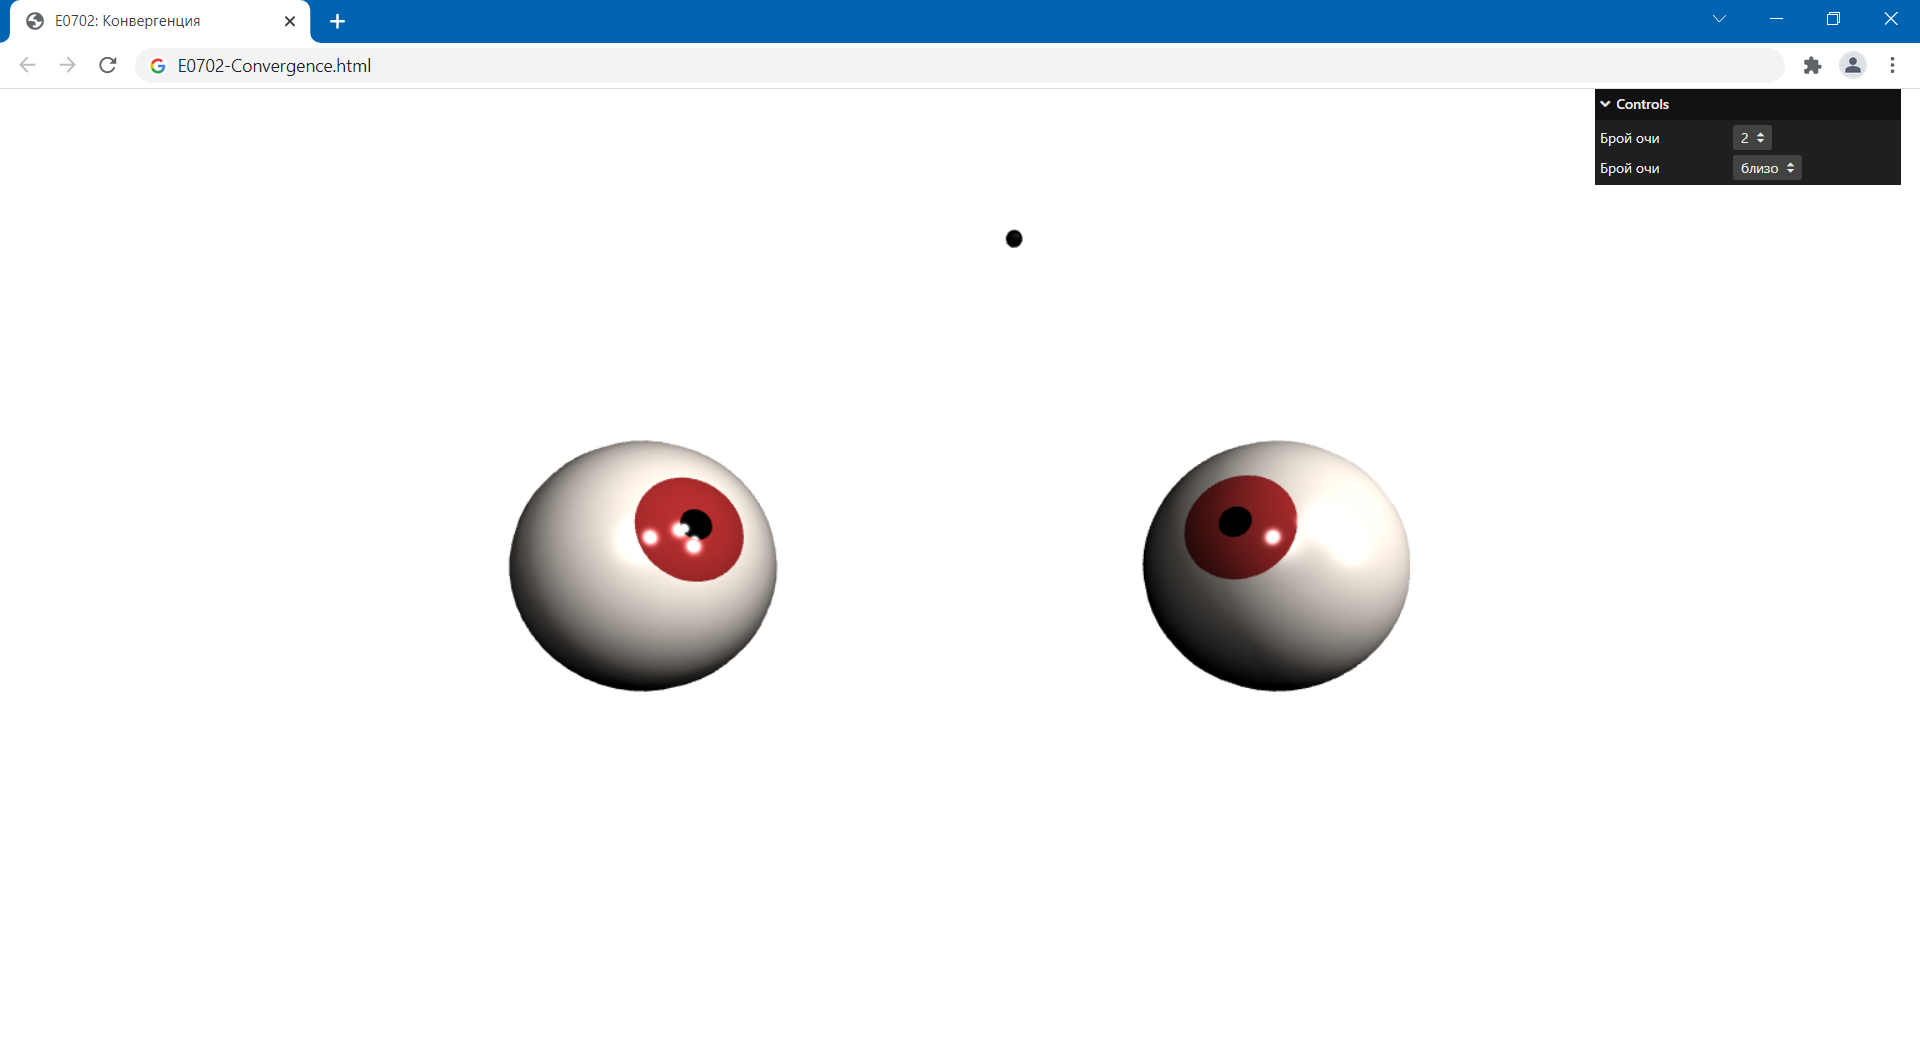 E0702: Конвергенция
E0702-Convergence.html
Controls
Брой очи 2
Брой очи близо